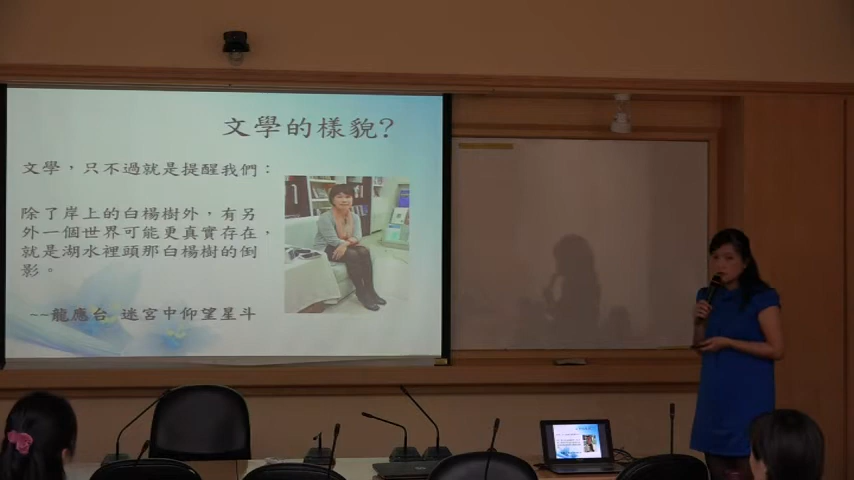 文學的樣貌?
文學，只不過就是提醒我們：
除了岸上的白楊樹外，有另
外一個世界可能更真實存在，
就是湖水裡頭那白楊樹的倒
影。
~~龍應台 迷宮中仰望星斗